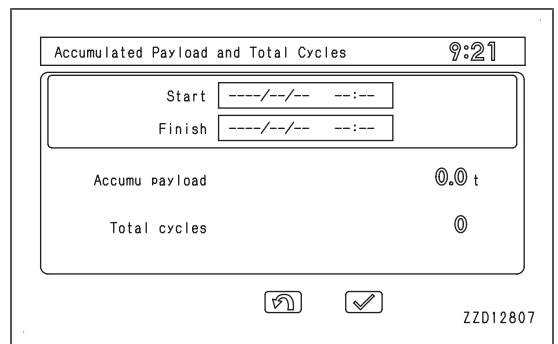 Accumulated Payload and Total Cycles 9:21
Start ----/--/-- --:--
Finish ----/--/-- --:--
Accumu payload 0.0 t
Total cycles 0
ZZD12807